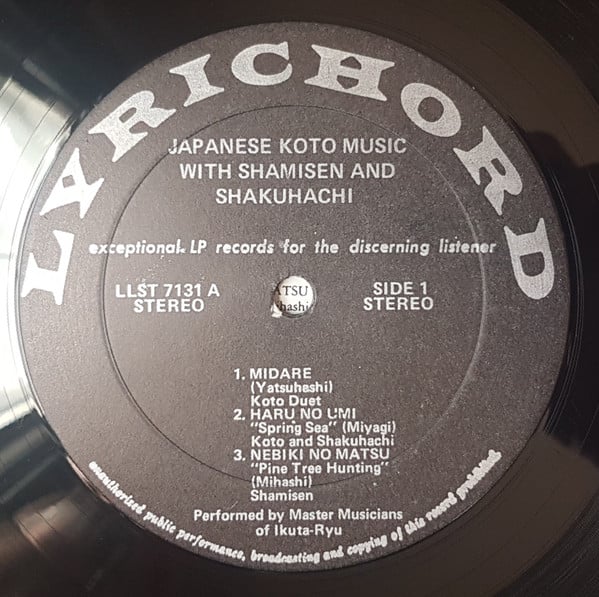 LYRICHORD
JAPANESE KOTO MUSIC
WITH SHAMISEN AND
SHAKUHACHI
exceptional LP records for the discerning listener
LLST 7131 A
STEREO
ATSU
hashi
SIDE 1
STEREO
1. MIDARE
(Yatsuhashi)
Koto Duet
2. HARU NO UMI
"Spring Sea" (Miyagi)
Koto and Shakuhachi
3. NEBIKI NO MATSU
"Pine Tree Hunting"
(Mihashi)
Shamisen
Performed by Master Musicians
of Ikuta-Ryu
unauthorized public performance, broadcasting and copying of this record prohibited